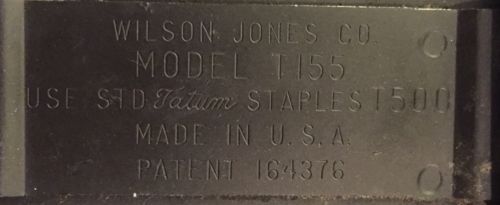 WILSON JONES CO.
MODEL T155
USE STD Tatum STAPLES T500
MADE IN U.S.A.
PATENT 164376